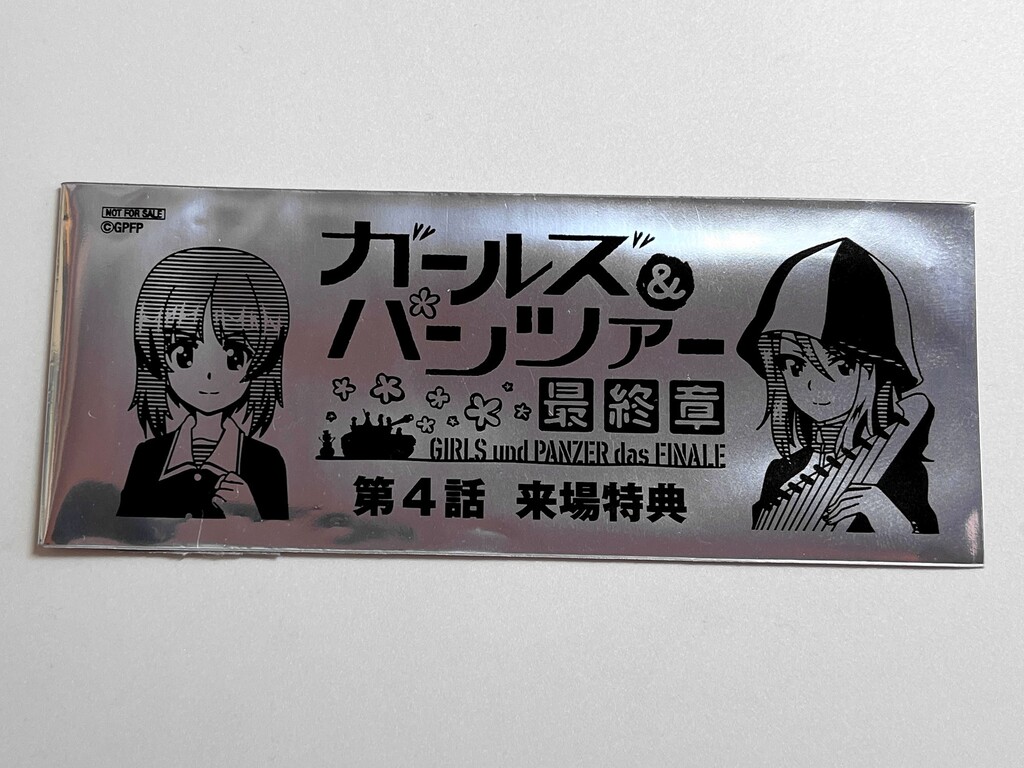 NOT FOR SALE
©GPFP
ガールズ&
パンツァー
最終章
GIRLS und PANZER das FINALE
第4話 来場特典